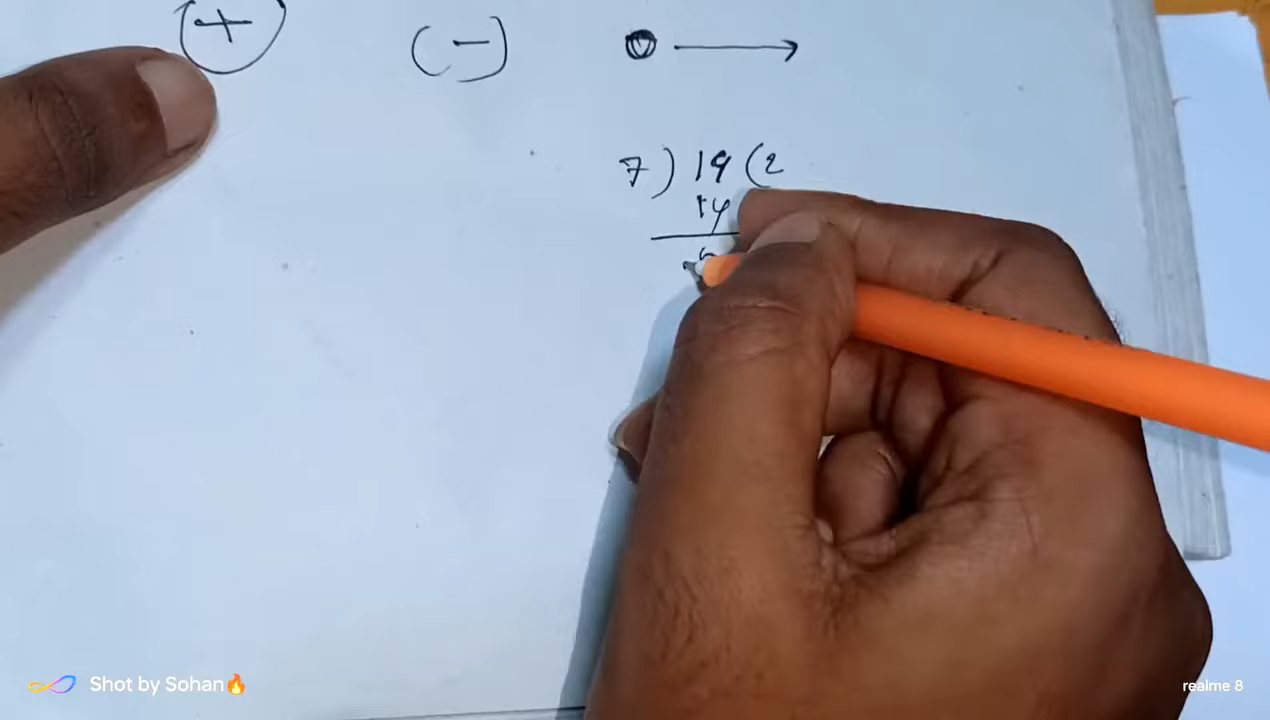 (+) (-) →
7 ) 19 ( 2
14
Shot by Sohan🔥
realme 8